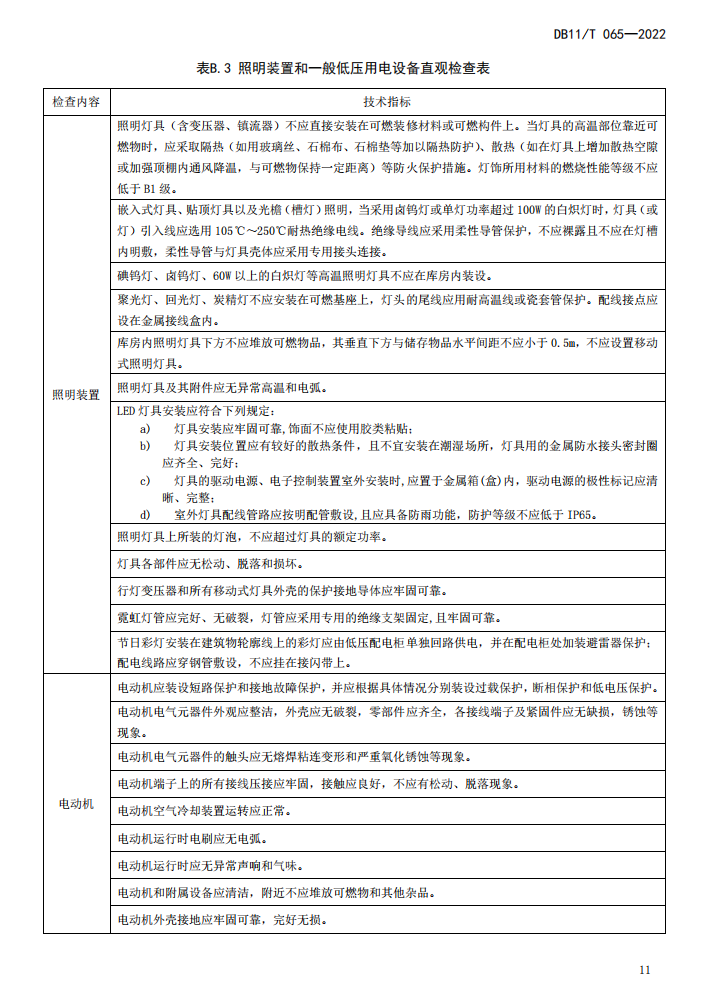 DB11/T 065—2022
表B.3 照明装置和一般低压用电设备直观检查表
检查内容
技术指标
照明装置
照明灯具（含变压器、镇流器）不应直接安装在可燃装修材料或可燃构件上。当灯具的高温部位靠近可
燃物时，应采取隔热（如用玻璃丝、石棉布、石棉垫等加以隔热防护）、散热（如在灯具上增加散热空隙
或加强顶棚内通风降温，与可燃物保持一定距离）等防火保护措施。灯饰所用材料的燃烧性能等级不应
低于 B1 级。
嵌入式灯具、贴顶灯具以及光檐（槽灯）照明，当采用卤钨灯或单灯功率超过 100W 的白炽灯时，灯具（或
灯）引入线应选用 105℃～250℃耐热绝缘电线。绝缘导线应采用柔性导管保护，不应裸露且不应在灯槽
内明敷，柔性导管与灯具壳体应采用专用接头连接。
碘钨灯、卤钨灯、60W 以上的白炽灯等高温照明灯具不应在库房内装设。
聚光灯、回光灯、炭精灯不应安装在可燃基座上，灯头的尾线应用耐高温线或瓷套管保护。配线接点应
设在金属接线盒内。
库房内照明灯具下方不应堆放可燃物品，其垂直下方与储存物品水平间距不应小于 0.5m，不应设置移动
式照明灯具。
照明灯具及其附件应无异常高温和电弧。
LED 灯具安装应符合下列规定：
a) 灯具安装应牢固可靠,饰面不应使用胶类粘贴；
b) 灯具安装位置应有较好的散热条件，且不宜安装在潮湿场所，灯具用的金属防水接头密封圈
应齐全、完好；
c) 灯具的驱动电源、电子控制装置室外安装时,应置于金属箱(盒)内，驱动电源的极性标记应清
晰、完整；
d) 室外灯具配线管路应按明配管敷设,且应具备防雨功能，防护等级不应低于 IP65。
照明灯具上所装的灯泡，不应超过灯具的额定功率。
灯具各部件应无松动、脱落和损坏。
行灯变压器和所有移动式灯具外壳的保护接地导体应牢固可靠。
霓虹灯管应完好、无破裂，灯管应采用专用的绝缘支架固定,且牢固可靠。
节日彩灯安装在建筑物轮廓线上的彩灯应由低压配电柜单独回路供电，并在配电柜处加装避雷器保护；
配电线路应穿钢管敷设，不应挂在接闪带上。
电动机
电动机应装设短路保护和接地故障保护，并应根据具体情况分别装设过载保护，断相保护和低电压保护。
电动机电气元器件外观应整洁，外壳应无破裂，零部件应齐全，各接线端子及紧固件应无缺损，锈蚀等
现象。
电动机电气元器件的触头应无熔焊粘连变形和严重氧化锈蚀等现象。
电动机端子上的所有接线压接应牢固，接触应良好，不应有松动、脱落现象。
电动机空气冷却装置运转应正常。
电动机运行时电刷应无电弧。
电动机运行时应无异常声响和气味。
电动机和附属设备应清洁，附近不应堆放可燃物和其他杂品。
电动机外壳接地应牢固可靠，完好无损。
11